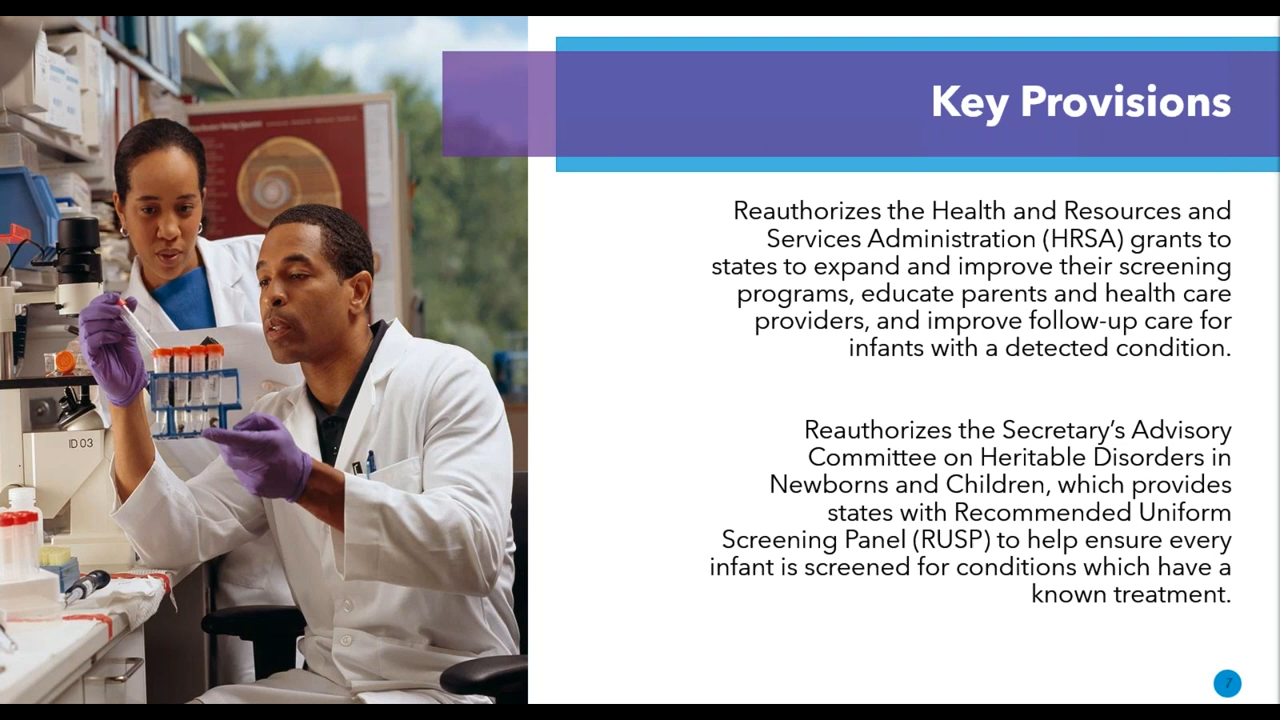 Key Provisions
Reauthorizes the Health and Resources and
Services Administration (HRSA) grants to
states to expand and improve their screening
programs, educate parents and health care
providers, and improve follow-up care for
infants with a detected condition.
Reauthorizes the Secretary’s Advisory
Committee on Heritable Disorders in
Newborns and Children, which provides
states with Recommended Uniform
Screening Panel (RUSP) to help ensure every
infant is screened for conditions which have a
known treatment.
ID 03
7